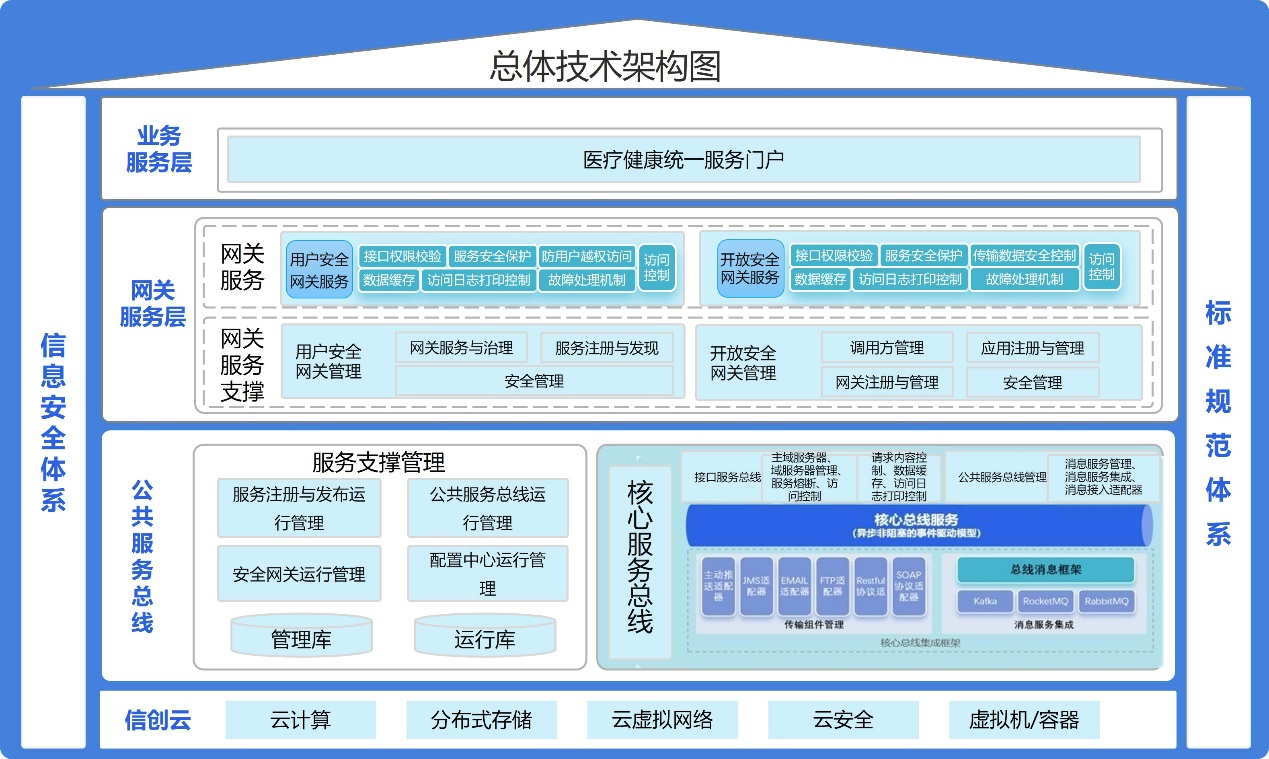 总体技术架构图
信息安全体系
业务
服务层
医疗健康统一服务门户
网关
服务层
网关
服务
用户安全
网关服务
接口权限校验
服务安全保护
防用户越权访问
数据缓存
访问日志打印控制
故障处理机制
访问
控制
开放安全
网关服务
接口权限校验
服务安全保护
传输数据安全控制
数据缓存
访问日志打印控制
故障处理机制
访问
控制
网关
服务
支撑
用户安全
网关管理
网关服务与治理
服务注册与发现
安全管理
开放安全
网关管理
调用方管理
应用注册与管理
网关注册与管理
安全管理
公共服务总线
服务支撑管理
服务注册与发布运
行管理
公共服务总线运
行管理
安全网关运行管理
配置中心运行管
理
管理库
运行库
核心服务总线
接口服务总线
主域服务器、
域服务器管理、
服务熔断、访
问控制
请求内容控
制、数据缓
存、访问日
志打印控制
公共服务总线管理
消息服务管理、
消息服务集成、
消息接入适配器
核心总线服务
(异步非阻塞的事件驱动模型)
主动推
送适配
器
JMS适
配器
EMAIL
适配器
FTP适
配器
Restful
协议适
SOAP
协议适
配器
传输组件管理
总线消息框架
Kafka
RocketMQ
RabbitMQ
消息服务集成
核心总线集成框架
信创云
云计算
分布式存储
云虚拟网络
云安全
虚拟机/容器
标准规范体系